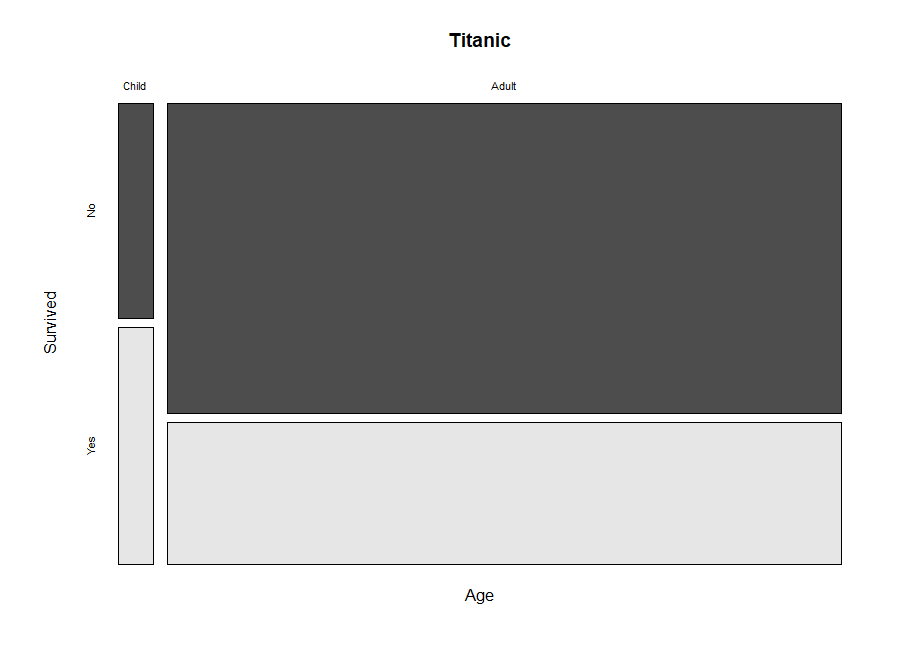 Titanic
Child
Adult
No
Survived
Yes
Age